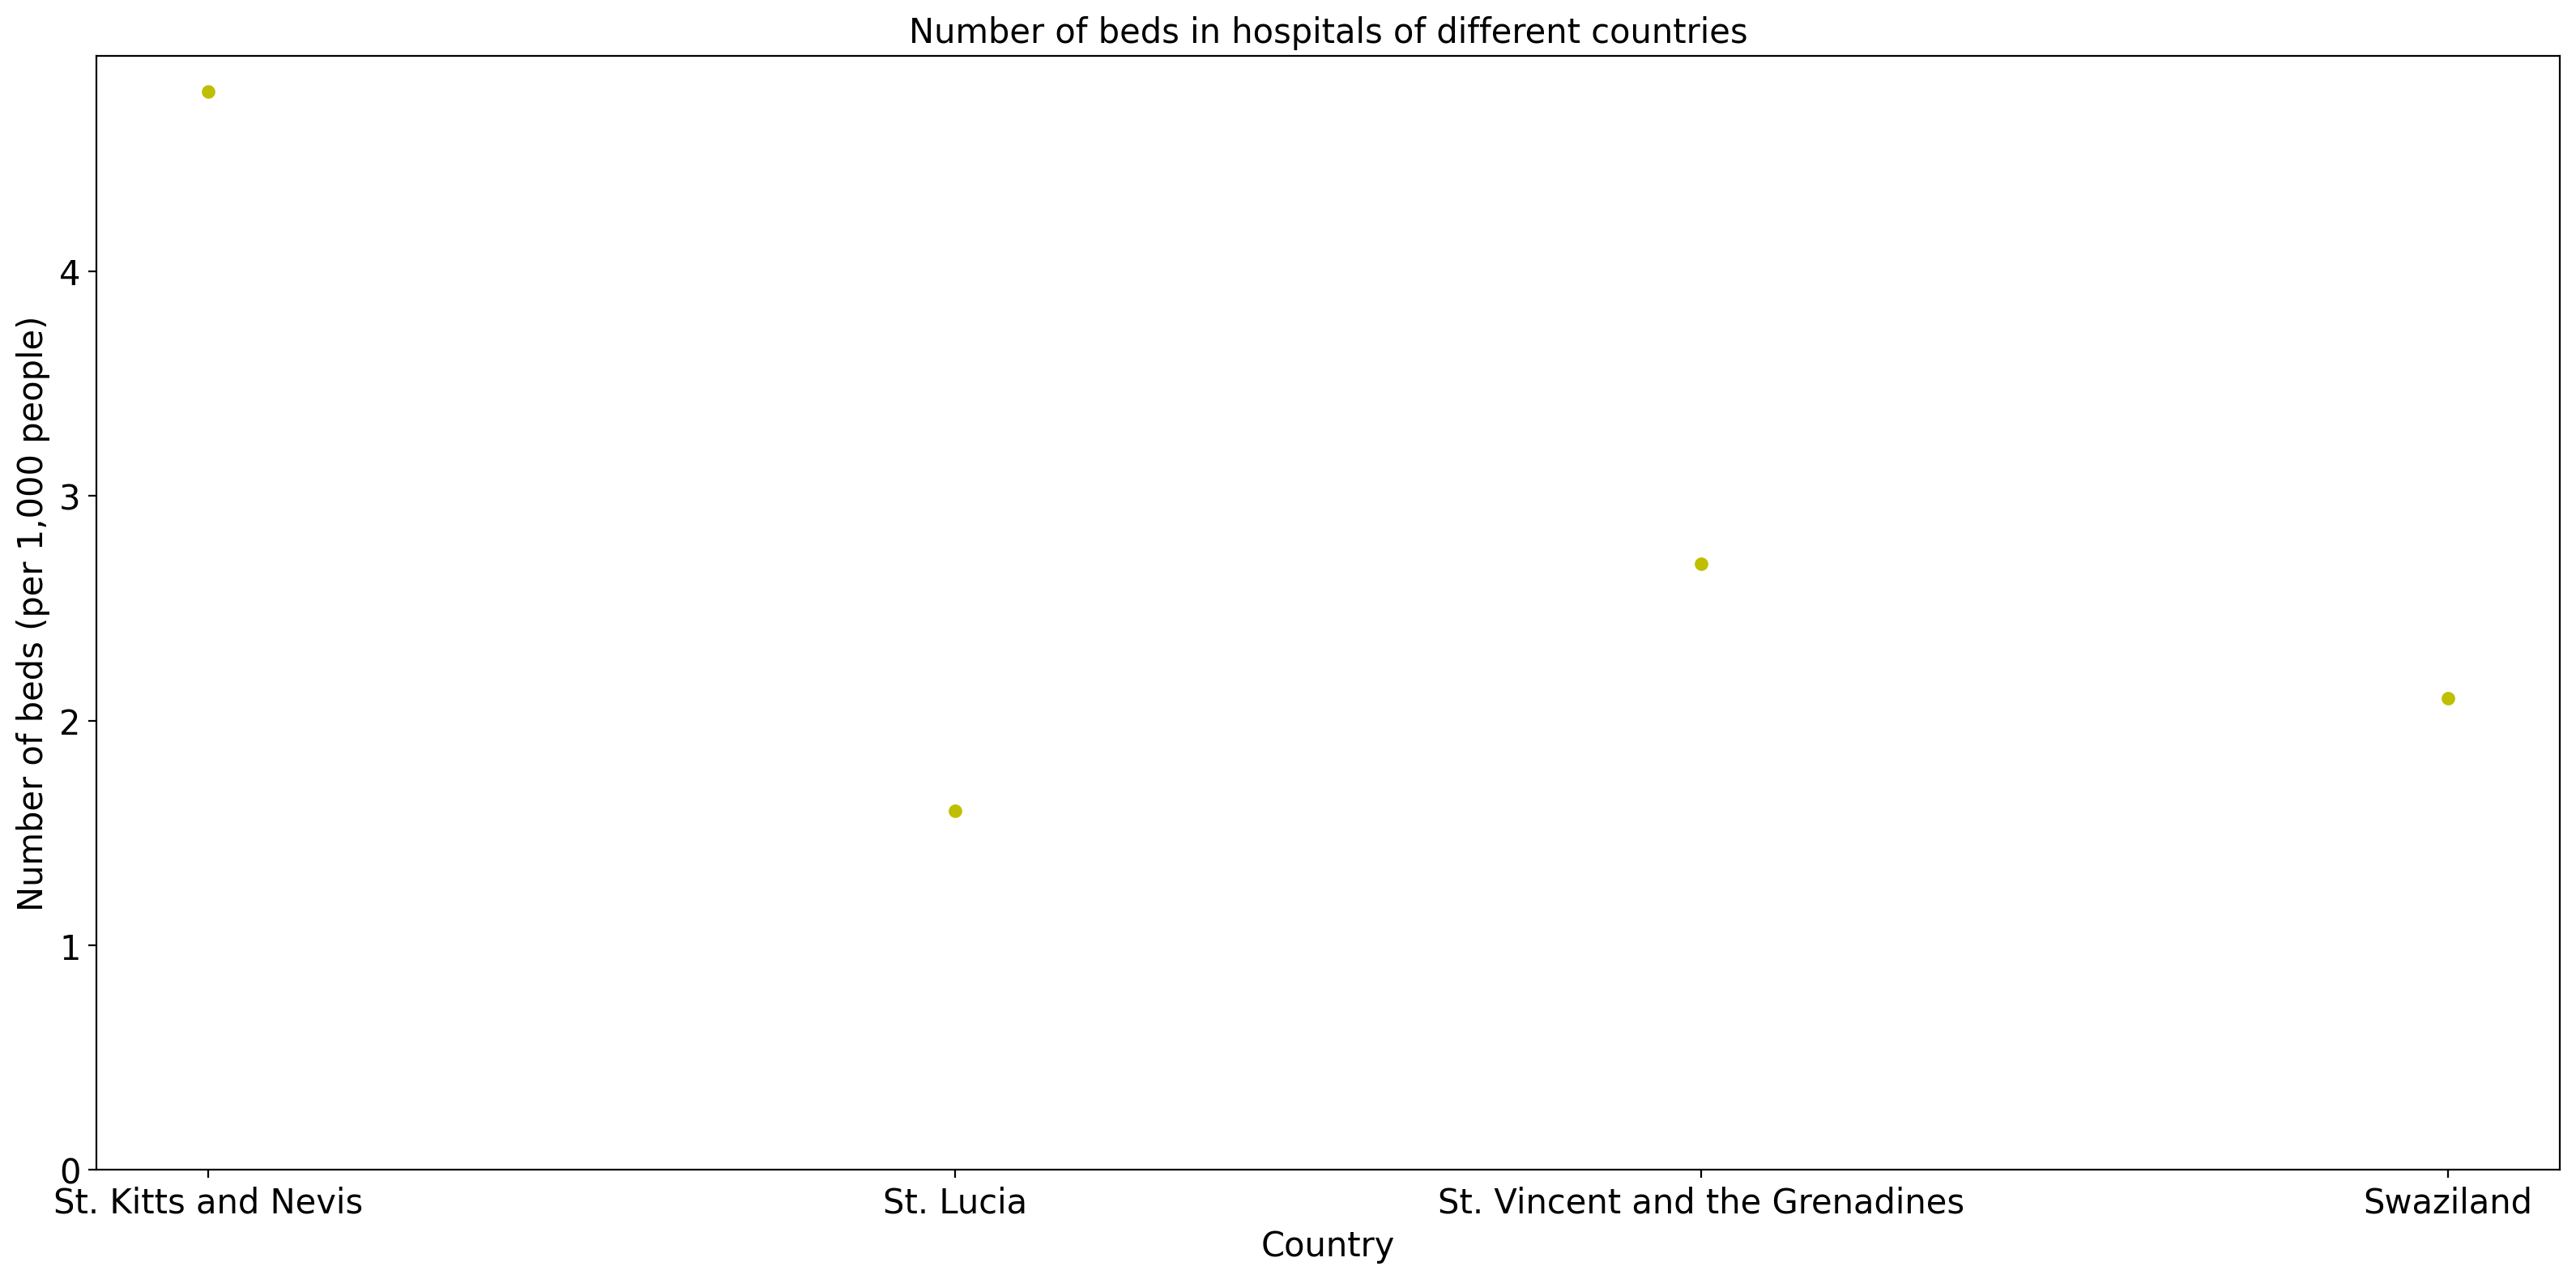 Number of beds in hospitals of different countries
Number of beds (per 1,000 people)
4
3
2
1
0
St. Kitts and Nevis
St. Lucia
St. Vincent and the Grenadines
Swaziland
Country